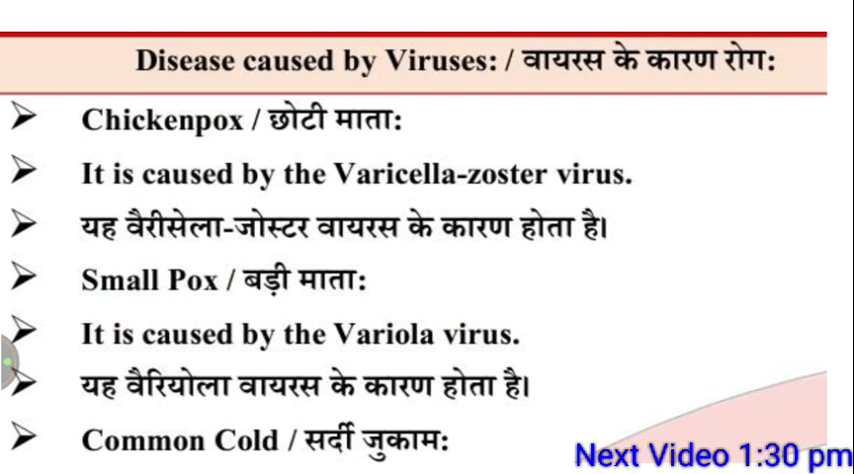 Disease caused by Viruses: / वायरस के कारण रोग:
Chickenpox / छोटी माता:
It is caused by the Varicella-zoster virus.
यह वैरीसेला-जोस्टर वायरस के कारण होता है।
Small Pox / बड़ी माता:
It is caused by the Variola virus.
यह वैरियोला वायरस के कारण होता है।
Common Cold / सर्दी जुकाम:
Next Video 1:30 pm